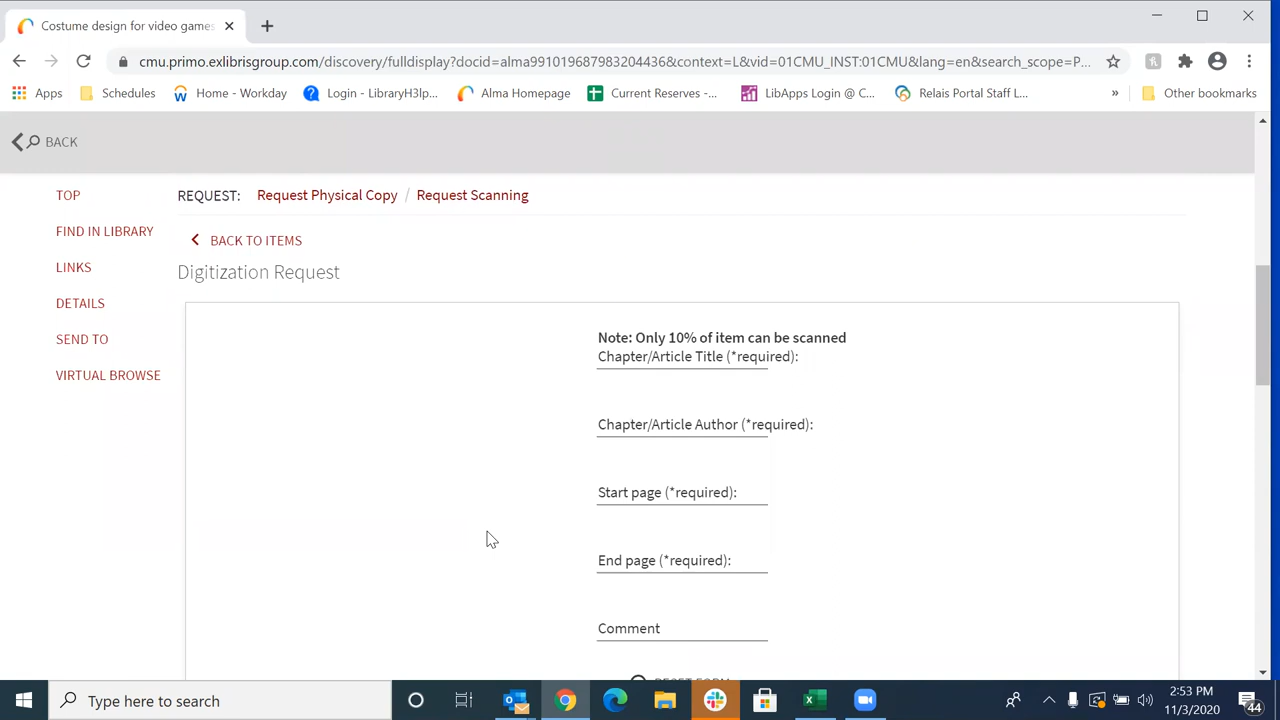 Costume design for video games
cmu.primo.exlibrisgroup.com/discovery/fulldisplay?docid=alma991019687983204436&context=L&vid=01CMU_INST:01CMU&lang=en&search_scope=P...
Apps Schedules Home - Workday Login - LibraryH3lp... Alma Homepage Current Reserves -... LibApps Login @ C... Relais Portal Staff L... » Other bookmarks
BACK
TOP
FIND IN LIBRARY
LINKS
DETAILS
SEND TO
VIRTUAL BROWSE
REQUEST: Request Physical Copy / Request Scanning
BACK TO ITEMS
Digitization Request
Note: Only 10% of item can be scanned
Chapter/Article Title (*required):
Chapter/Article Author (*required):
Start page (*required):
End page (*required):
Comment
RESET FORM
Type here to search
2:53 PM
11/3/2020
44